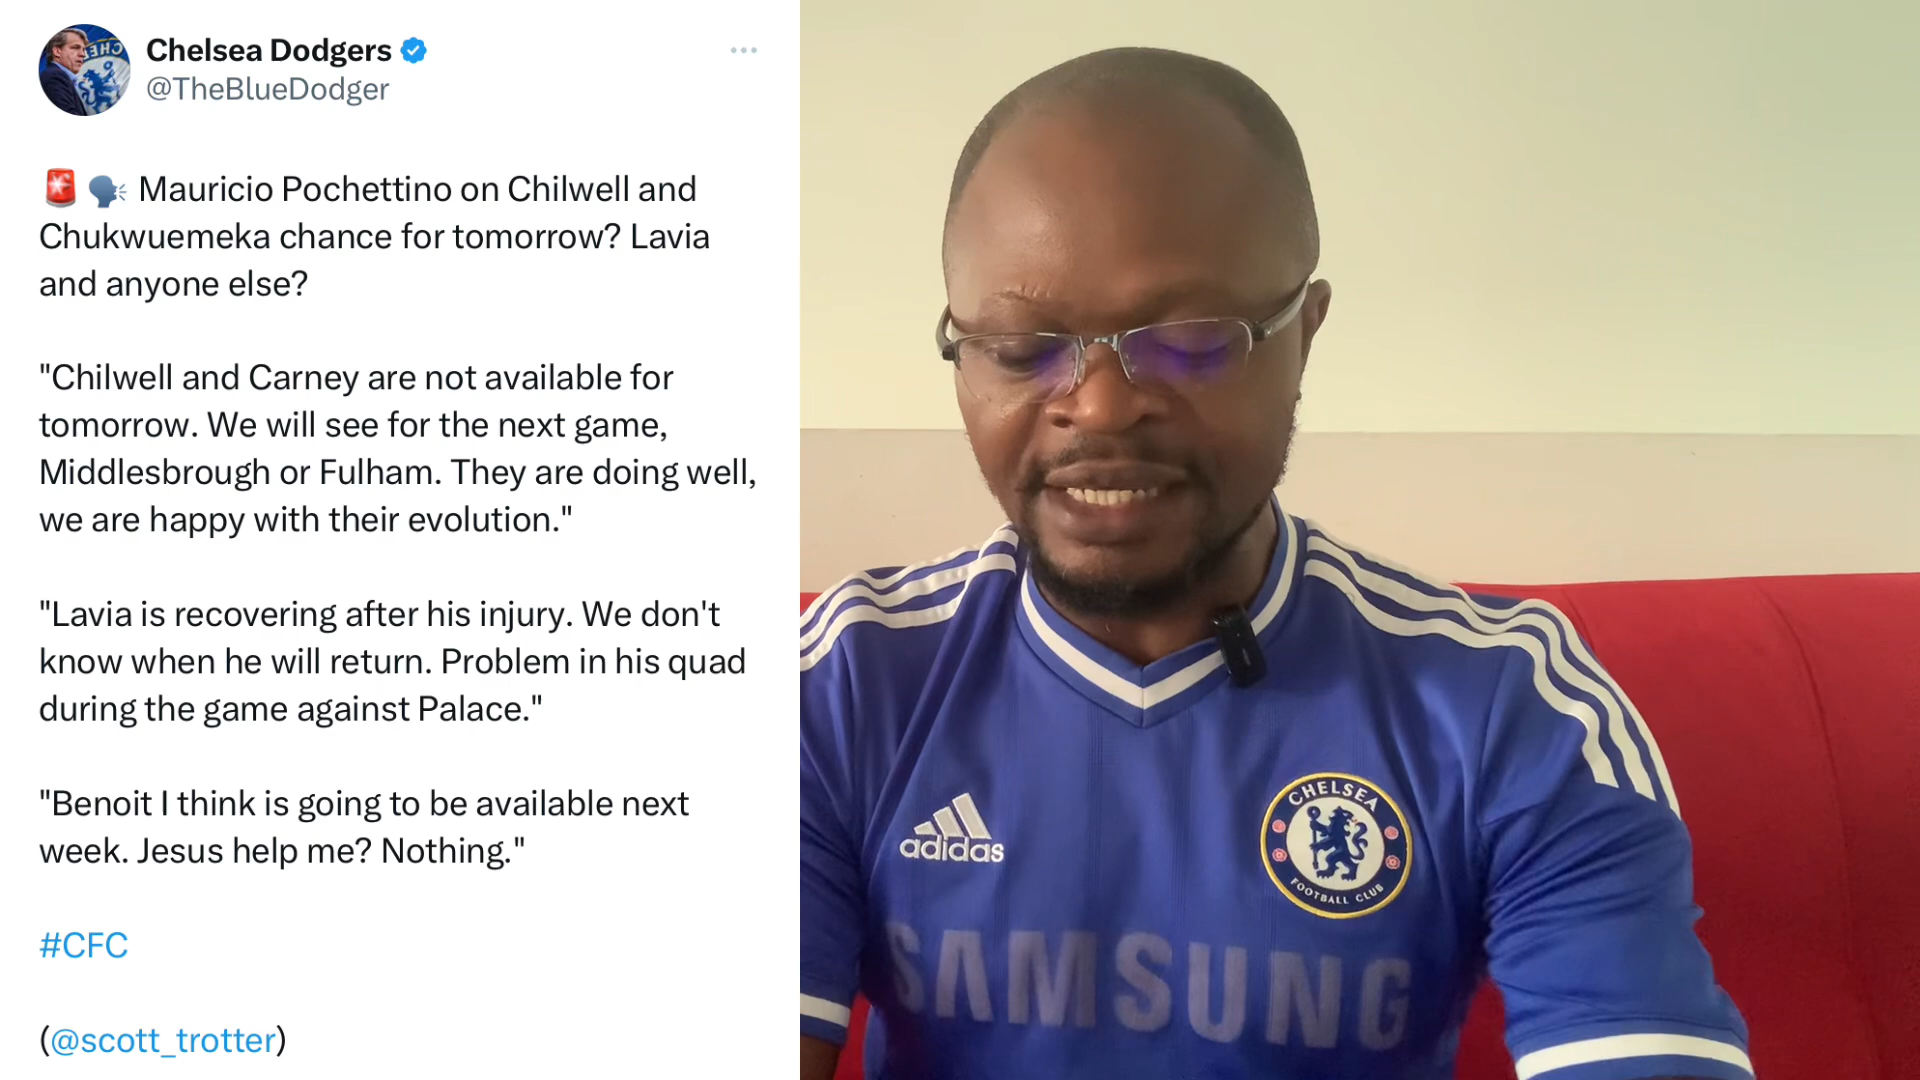 Chelsea Dodgers
@TheBlueDodger
🚨 🗣️ Mauricio Pochettino on Chilwell and
Chukwuemeka chance for tomorrow? Lavia
and anyone else?
"Chilwell and Carney are not available for
tomorrow. We will see for the next game,
Middlesbrough or Fulham. They are doing well,
we are happy with their evolution."
"Lavia is recovering after his injury. We don't
know when he will return. Problem in his quad
during the game against Palace."
"Benoit I think is going to be available next
week. Jesus help me? Nothing."
#CFC
(@scott_trotter)
adidas
CHELSEA
FOOTBALL CLUB
SAMSUNG